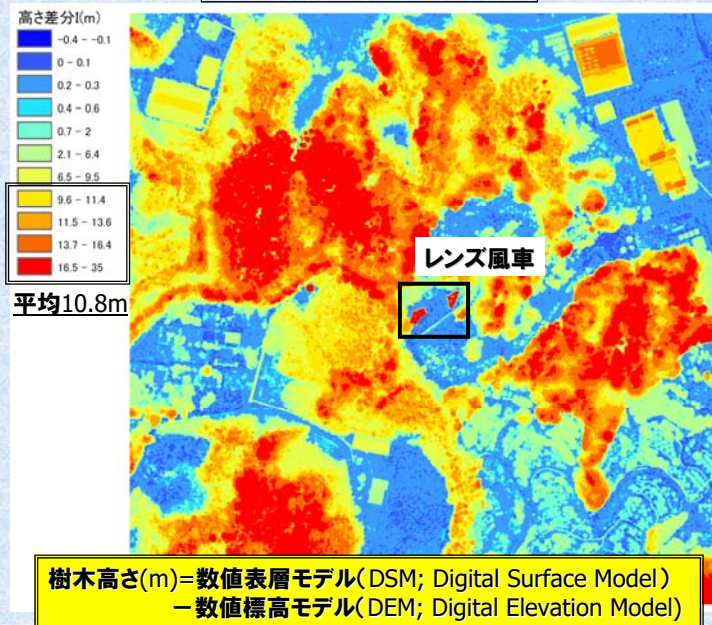 高さ差分I(m)
-0.4 - -0.1
0 - 0.1
0.2 - 0.3
0.4 - 0.6
0.7 - 2
2.1 - 6.4
6.5 - 9.5
9.6 - 11.4
11.5 - 13.6
13.7 - 16.4
16.5 - 35
平均10.8m
レンズ風車
樹木高さ(m)=数値表層モデル(DSM; Digital Surface Model)
－数値標高モデル(DEM; Digital Elevation Model)